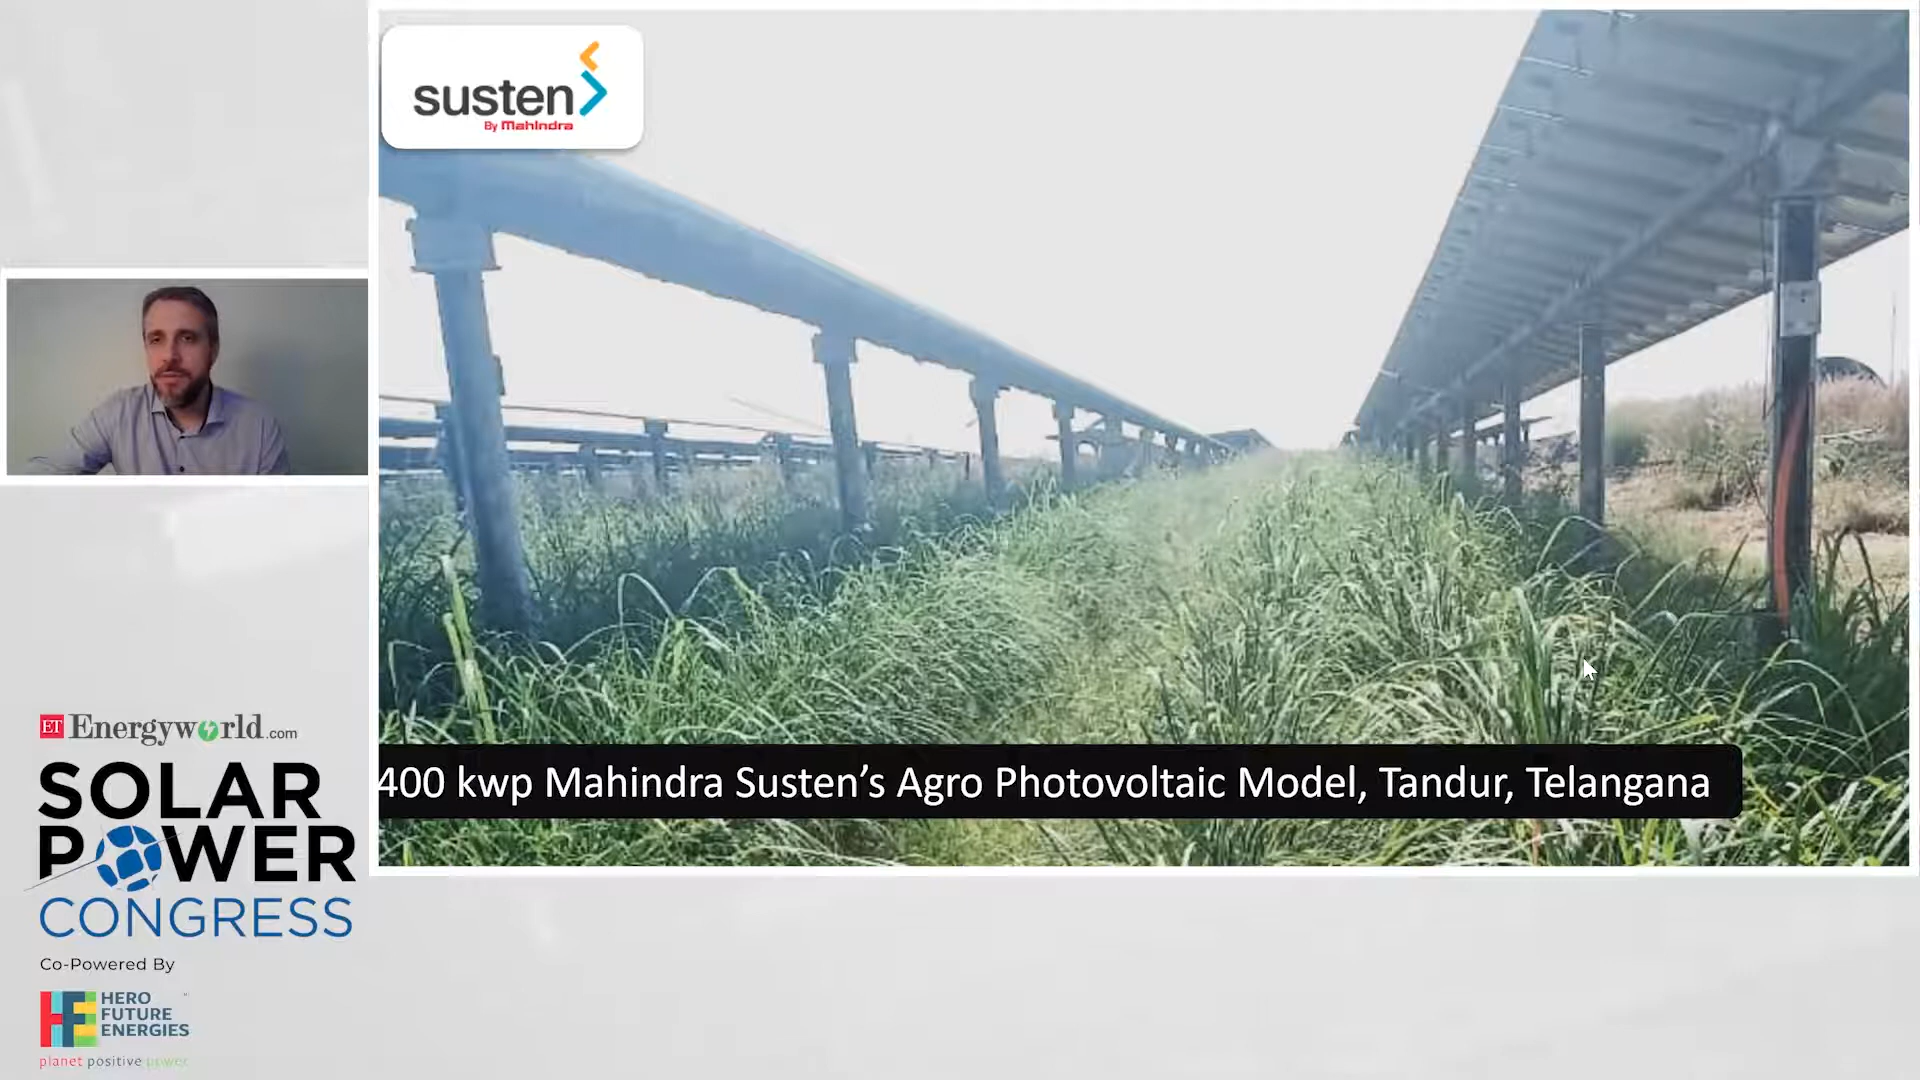 susten
By Mahindra
400 kwp Mahindra Susten’s Agro Photovoltaic Model, Tandur, Telangana
ET Energyworld.com
SOLAR
POWER
CONGRESS
Co-Powered By
HERO
FUTURE
ENERGIES
planet positive power